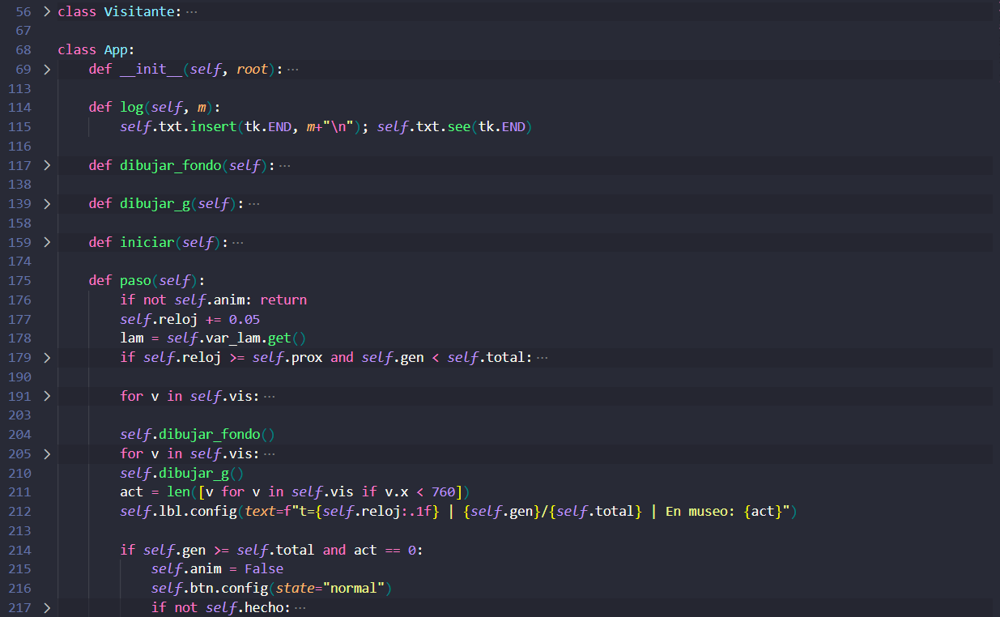 56 > class Visitante: ···
67
68 class App:
69 >     def __init__(self, root): ···
113
114     def log(self, m):
115         self.txt.insert(tk.END, m+"\n"); self.txt.see(tk.END)
116
117 >     def dibujar_fondo(self): ···
138
139 >     def dibujar_g(self): ···
158
159 >     def iniciar(self): ···
174
175     def paso(self):
176         if not self.anim: return
177         self.reloj += 0.05
178         lam = self.var_lam.get()
179 >         if self.reloj >= self.prox and self.gen < self.total: ···
190
191 >         for v in self.vis: ···
203
204         self.dibujar_fondo()
205 >         for v in self.vis: ···
210         self.dibujar_g()
211         act = len([v for v in self.vis if v.x < 760])
212         self.lbl.config(text=f"t={self.reloj:.1f} | {self.gen}/{self.total} | En museo: {act}")
213
214         if self.gen >= self.total and act == 0:
215             self.anim = False
216             self.btn.config(state="normal")
217 >             if not self.hecho: ···